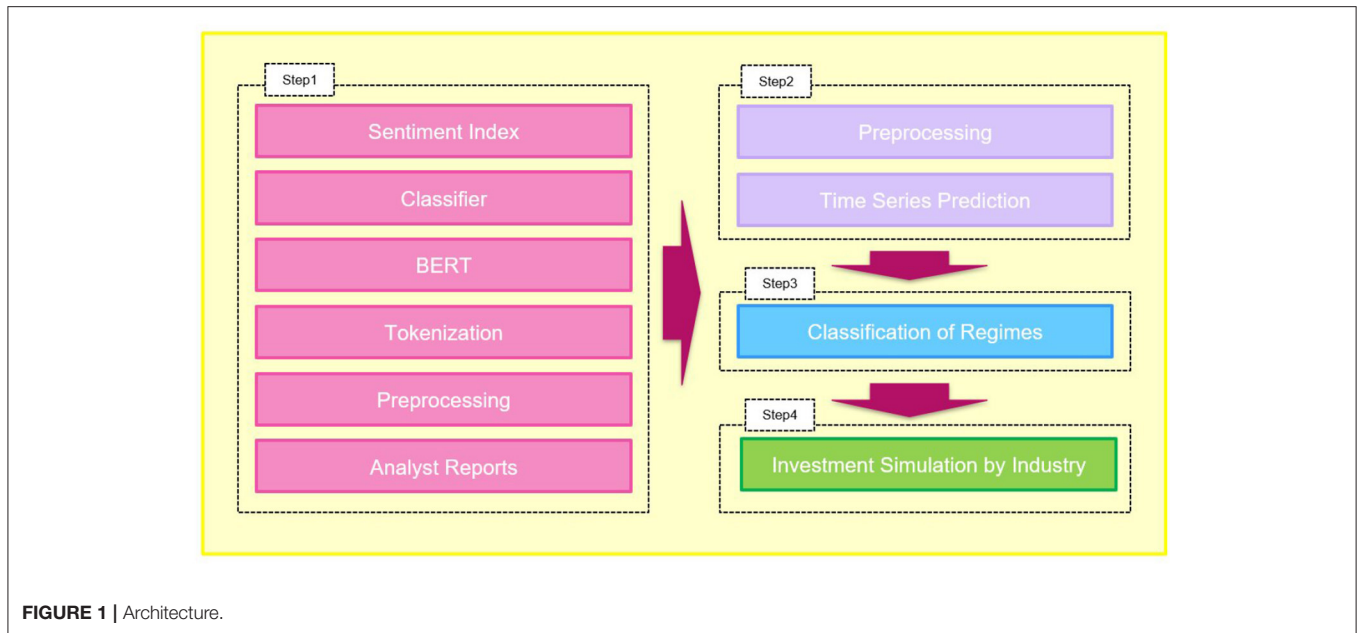 Step1
Sentiment Index
Classifier
BERT
Tokenization
Preprocessing
Analyst Reports
Step2
Preprocessing
Time Series Prediction
Step3
Classification of Regimes
Step4
Investment Simulation by Industry
FIGURE 1 | Architecture.